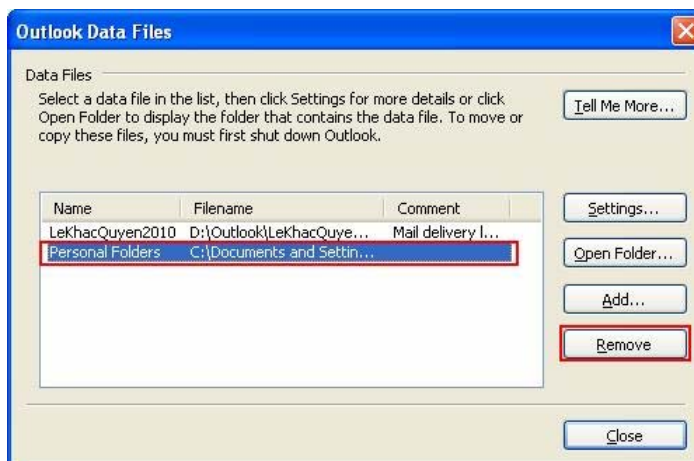 Outlook Data Files
Data Files
Select a data file in the list, then click Settings for more details or click
Open Folder to display the folder that contains the data file. To move or
copy these files, you must first shut down Outlook.
Tell Me More...
Name Filename Comment
LeKhacQuyen2010 D:\Outlook\LeKhacQuye... Mail delivery l...
Personal Folders C:\Documents and Settin...
Settings...
Open Folder...
Add...
Remove
Close